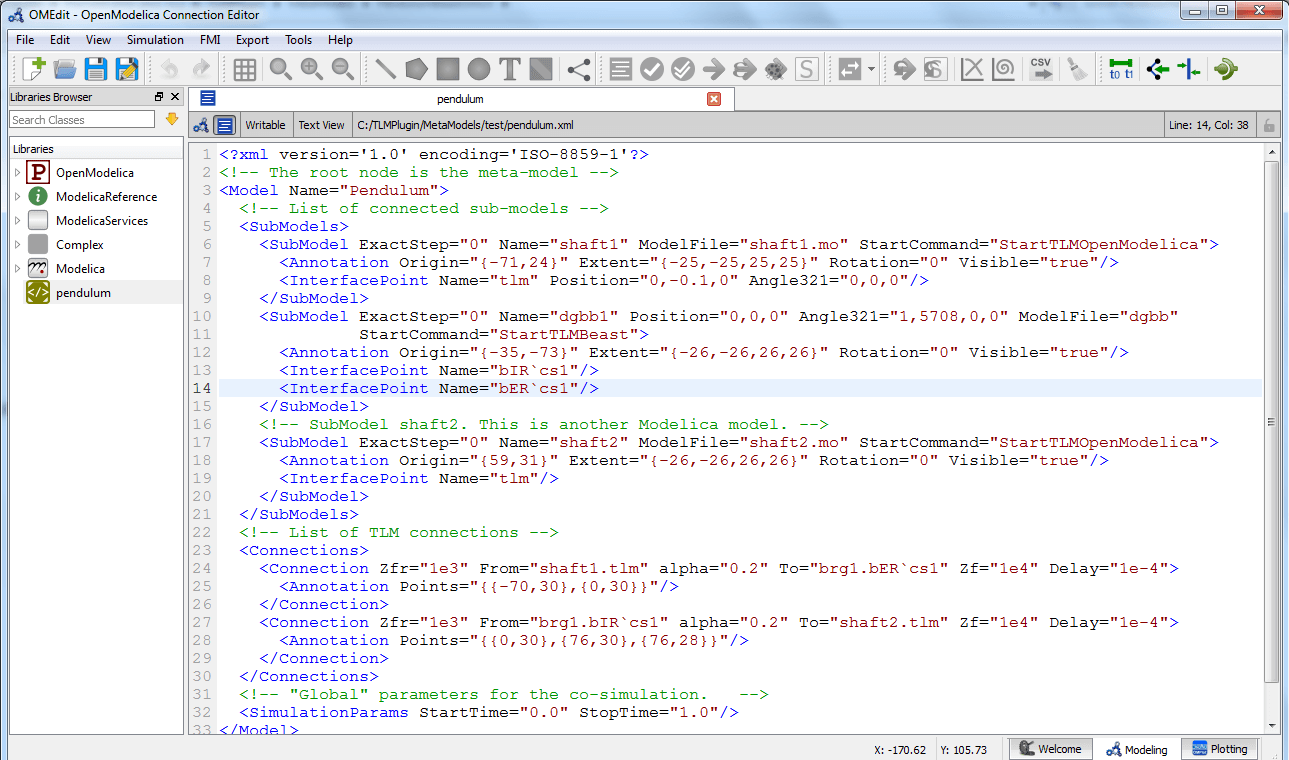 OMEdit - OpenModelica Connection Editor
File Edit View Simulation FMI Export Tools Help
T S S CSV to t1
Libraries Browser
pendulum
Search Classes
Writable Text View C:/TLMPlugin/MetaModels/test/pendulum.xml Line: 14, Col: 38
Libraries
P OpenModelica
i ModelicaReference
ModelicaServices
Complex
Modelica
</> pendulum
1 <?xml version='1.0' encoding='ISO-8859-1'?>
2 <!-- The root node is the meta-model -->
3 <Model Name="Pendulum">
4 <!-- List of connected sub-models -->
5 <SubModels>
6 <SubModel ExactStep="0" Name="shaft1" ModelFile="shaft1.mo" StartCommand="StartTLMOpenModelica">
7 <Annotation Origin="{-71,24}" Extent="{-25,-25,25,25}" Rotation="0" Visible="true"/>
8 <InterfacePoint Name="tlm" Position="0,-0.1,0" Angle321="0,0,0"/>
9 </SubModel>
10 <SubModel ExactStep="0" Name="dgbb1" Position="0,0,0" Angle321="1,5708,0,0" ModelFile="dgbb"
11 StartCommand="StartTLMBeast">
12 <Annotation Origin="{-35,-73}" Extent="{-26,-26,26,26}" Rotation="0" Visible="true"/>
13 <InterfacePoint Name="bIR`cs1"/>
14 <InterfacePoint Name="bER`cs1"/>
15 </SubModel>
16 <!-- SubModel shaft2. This is another Modelica model. -->
17 <SubModel ExactStep="0" Name="shaft2" ModelFile="shaft2.mo" StartCommand="StartTLMOpenModelica">
18 <Annotation Origin="{59,31}" Extent="{-26,-26,26,26}" Rotation="0" Visible="true"/>
19 <InterfacePoint Name="tlm"/>
20 </SubModel>
21 </SubModels>
22 <!-- List of TLM connections -->
23 <Connections>
24 <Connection Zfr="1e3" From="shaft1.tlm" alpha="0.2" To="brg1.bER`cs1" Zf="1e4" Delay="1e-4">
25 <Annotation Points="{{-70,30},{0,30}}"/>
26 </Connection>
27 <Connection Zfr="1e3" From="brg1.bIR`cs1" alpha="0.2" To="shaft2.tlm" Zf="1e4" Delay="1e-4">
28 <Annotation Points="{{0,30},{76,30},{76,28}}"/>
29 </Connection>
30 </Connections>
31 <!-- "Global" parameters for the co-simulation. -->
32 <SimulationParams StartTime="0.0" StopTime="1.0"/>
33 </Model>
X: -170.62 Y: 105.73 Welcome Modeling Plotting